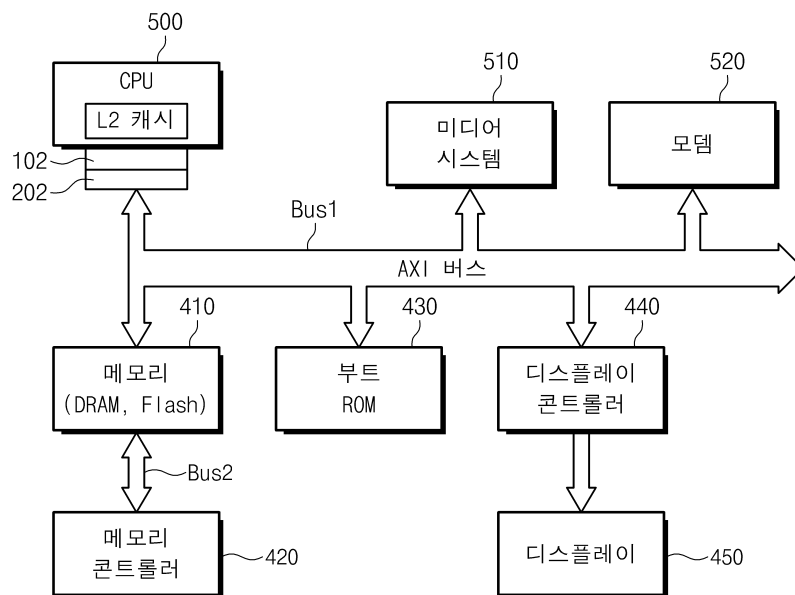 500
CPU
L2 캐시
102
202
510
미디어
시스템
520
모뎀
Bus1
AXI 버스
410
메모리
(DRAM, Flash)
430
부트
ROM
440
디스플레이
콘트롤러
Bus2
메모리
콘트롤러
420
디스플레이
450